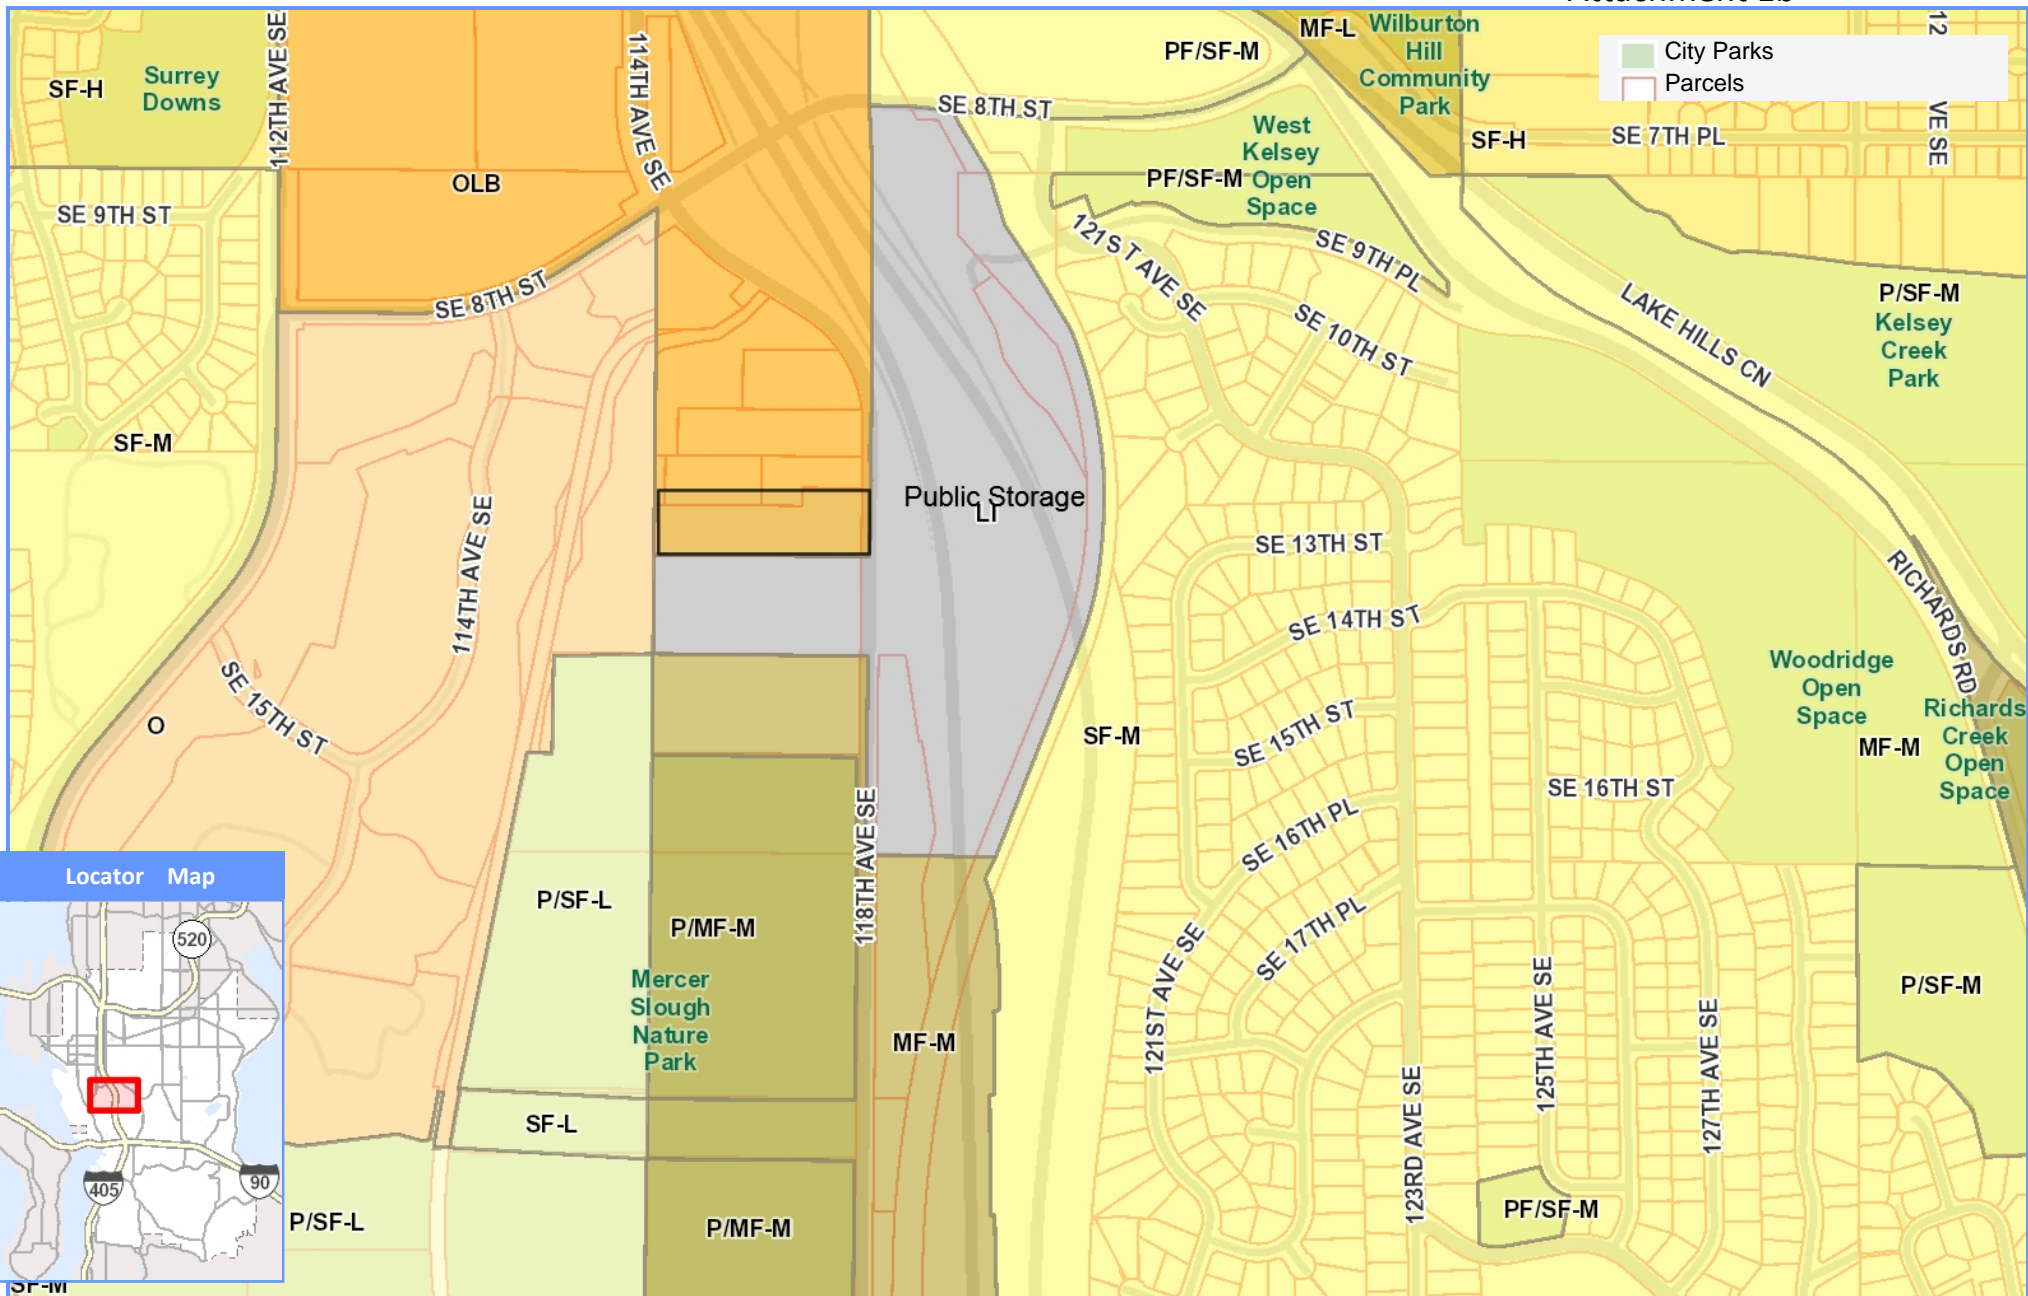 112TH AVE SE
SF-H
Surrey
Downs
114TH AVE SE
OLB
SE 9TH ST
SE 8TH ST
SF-M
PF/SF-M
MF-L
Wilburton
Hill
Community
Park
City Parks
Parcels
SE 8TH ST
West
Kelsey
Open
Space
PF/SF-M
SF-H
SE 7TH PL
VE SE
121S T AVE SE
SE 9TH PL
SE 10TH ST
LAKE HILLS CN
P/SF-M
Kelsey
Creek
Park
Public Storage
LI
114TH AVE SE
SE 13TH ST
SE 14TH ST
RICHARDS RD
SE 15TH ST
O
SF-M
SE 15TH ST
Woodridge
Open
Space
MF-M
Richards
Creek
Open
Space
SE 16TH ST
SE 16TH PL
118TH AVE SE
SE 17TH PL
P/SF-L
P/MF-M
Mercer
Slough
Nature
Park
MF-M
121ST AVE SE
125TH AVE SE
127TH AVE SE
P/SF-M
123RD AVE SE
SF-L
PF/SF-M
P/SF-L
P/MF-M
Locator Map
520
405
90
SF-M